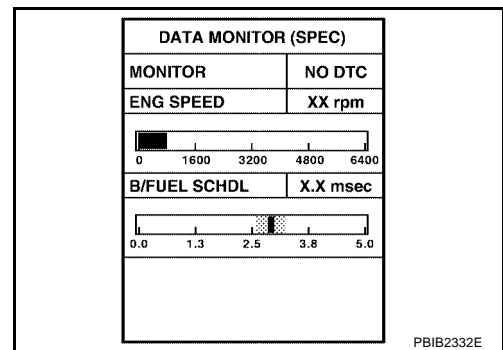 DATA MONITOR (SPEC)
MONITOR NO DTC
ENG SPEED XX rpm
0 1600 3200 4800 6400
B/FUEL SCHDL X.X msec
0.0 1.3 2.5 3.8 5.0
PBIB2332E